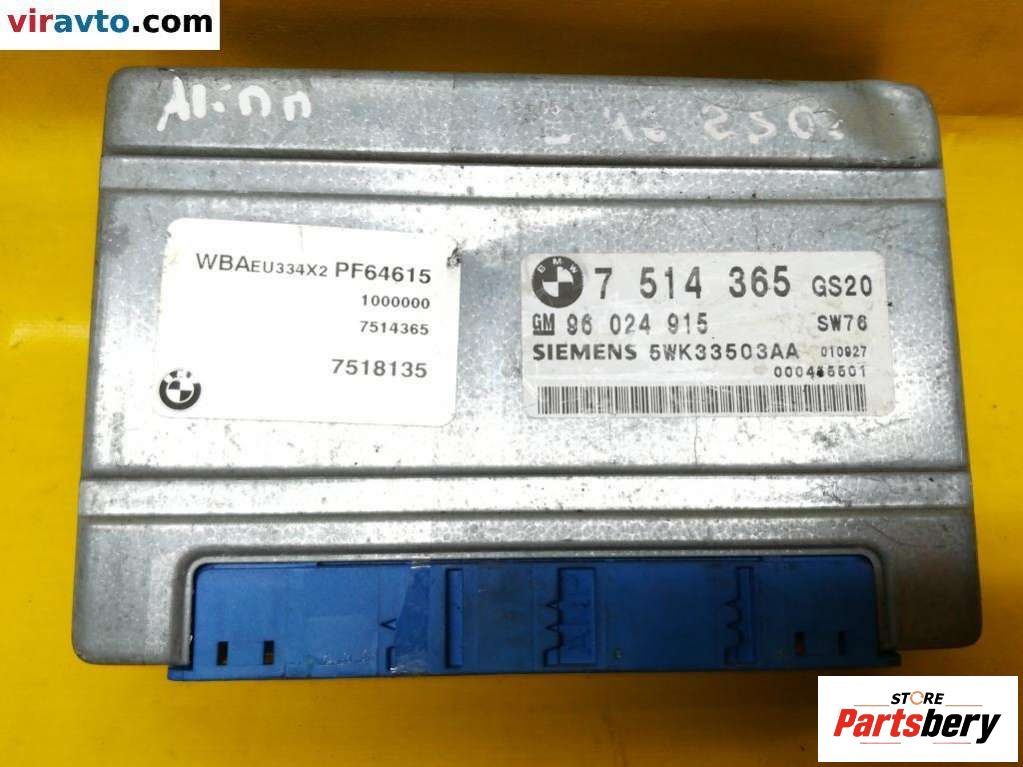 viravto.com
WBAEU334X2 PF64615
1000000
7514365
7518135
BMW 7 514 365 GS20
GM 96 024 915 SW76
SIEMENS 5WK33503AA 010927
STORE
Partsbery